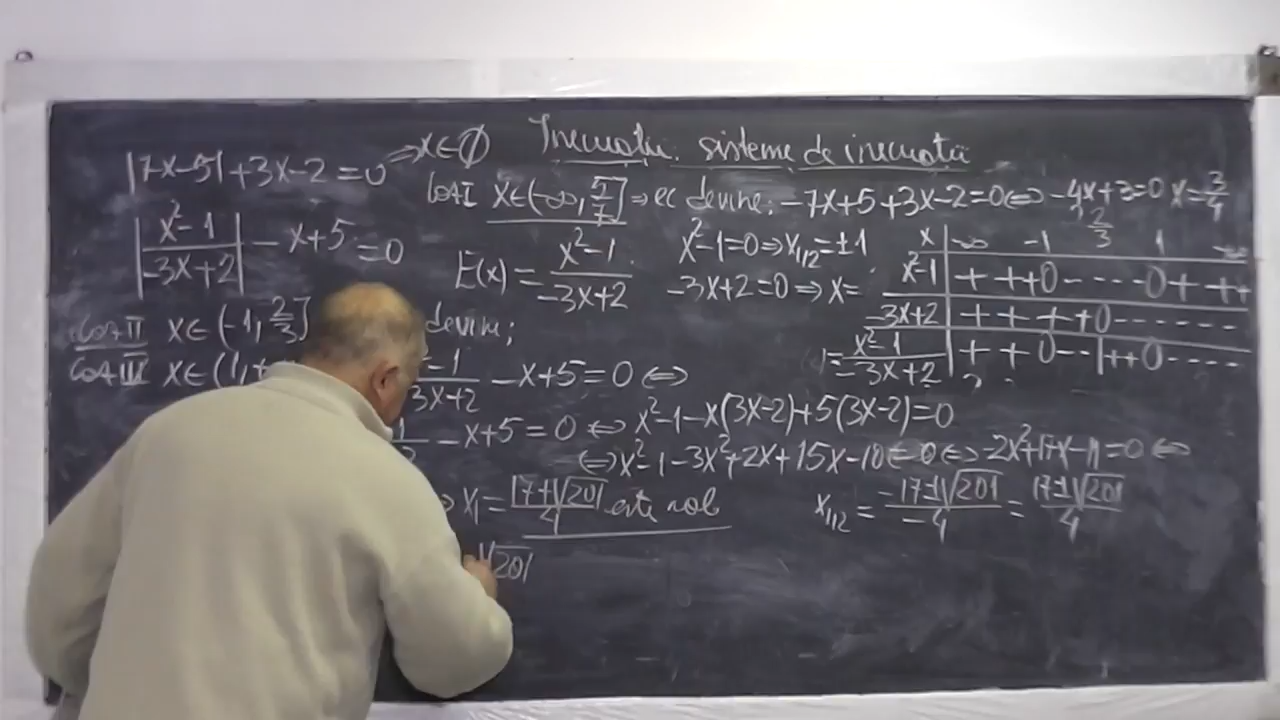 Inecuatii. sisteme de inecuatii
|7x-5|+3x-2=0 ⇒ x∈∅
Caz I x∈(-∞, 5/7] ⇒ ec devine: -7x+5+3x-2=0 ⇔ -4x+3=0 x=3/4
|x²-1 / -3x+2| - x+5=0
E(x)= x²-1 / -3x+2
x²-1=0 ⇒ x1/2=±1
-3x+2=0 ⇒ x=
x -∞ -1 2/3 1
x²-1 + + + 0 - - - - 0 + + +
-3x+2 + + + + 0 - - - - - -
x²-1 / -3x+2 + + 0 - - | + + 0 - - - -
Caz II x∈(-1, 2/3] devine:
Caz III x∈(1,
-1 / 3x+2 - x+5=0 ⇔
- x+5=0 ⇔ x²-1-x(3x-2)+5(3x-2)=0
⇔ x²-1-3x²+2x+15x-10=0 ⇔ -2x²+17x-11=0 ⇔
x1= 17+√201 / 4 este sol
x1/2= -17±√201 / -4 = 17±√201 / 4
√201